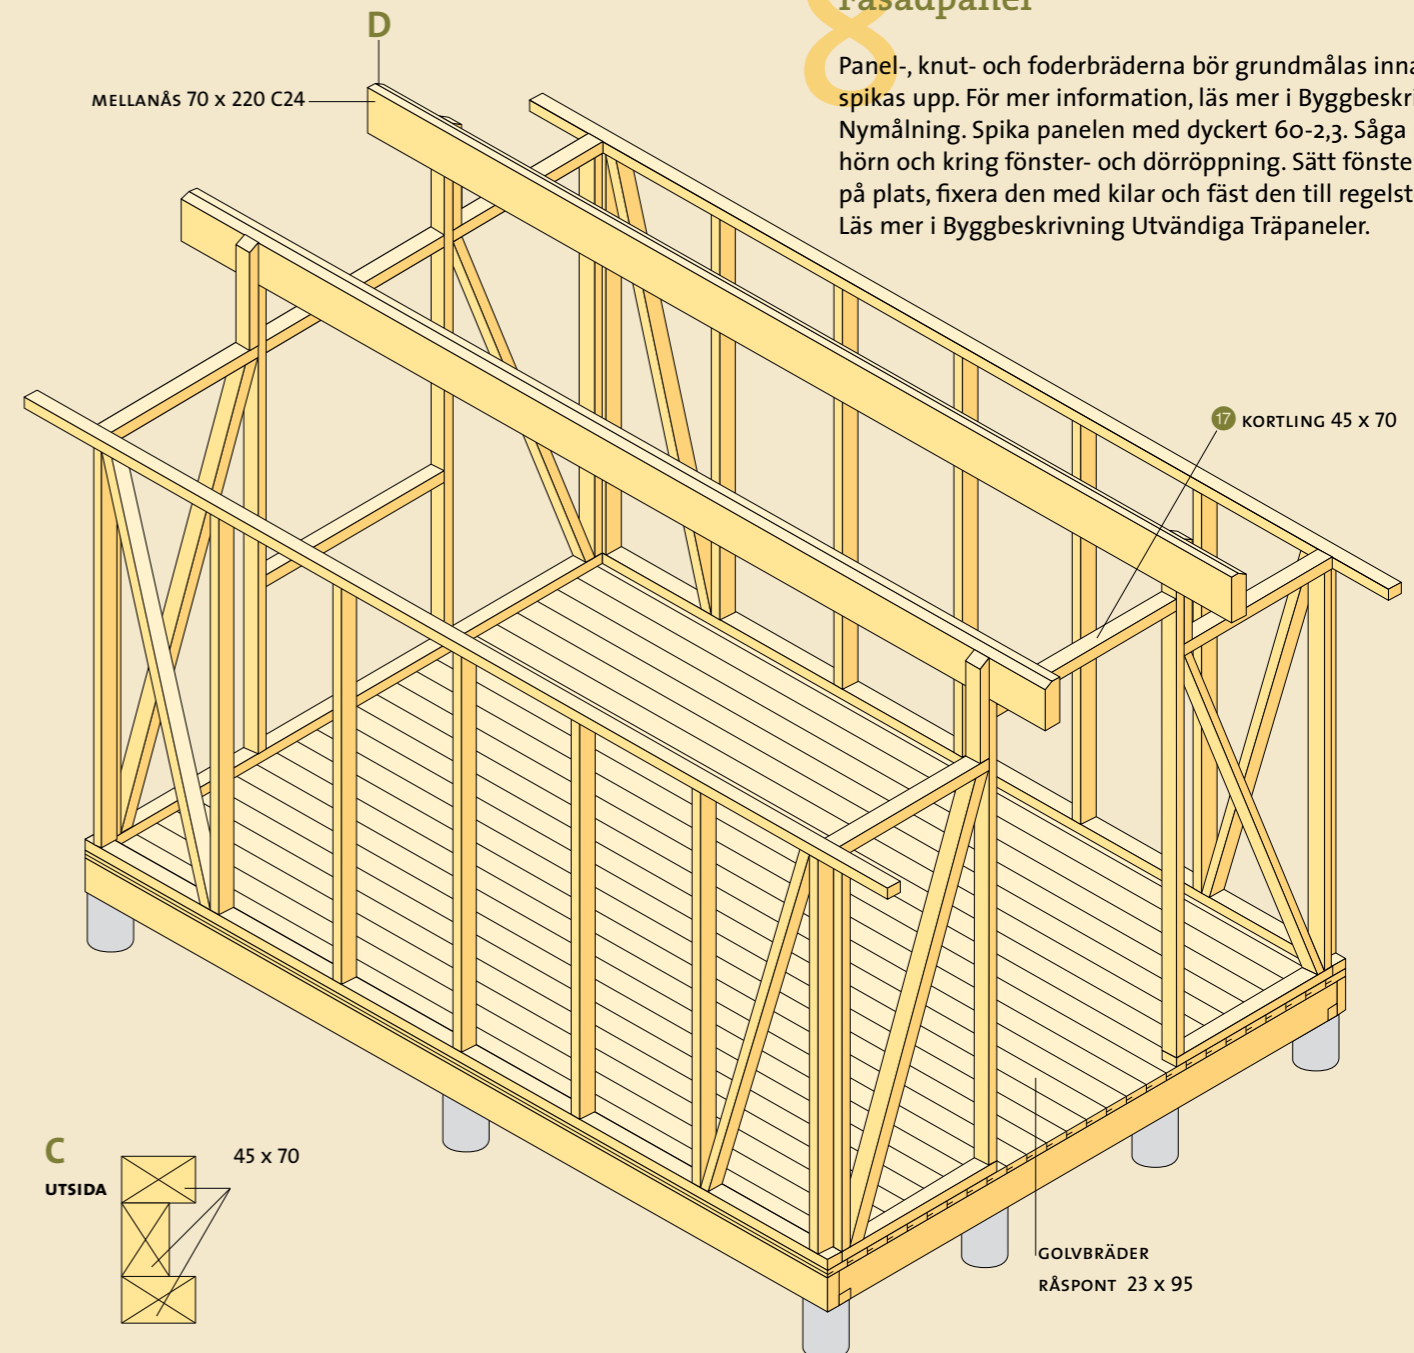 D
MELLANÅS 70 x 220 C24
8
Fasadpanel
Panel-, knut- och foderbräderna bör grundmålas inna
spikas upp. För mer information, läs mer i Byggbeskri
Nymålning. Spika panelen med dyckert 60-2,3. Såga
hörn och kring fönster- och dörröppning. Sätt fönste
på plats, fixera den med kilar och fäst den till regelst
Läs mer i Byggbeskrivning Utvändiga Träpaneler.
17 KORTLING 45 x 70
C
UTSIDA
45 x 70
GOLVBRÄDER
RÅSPONT 23 x 95